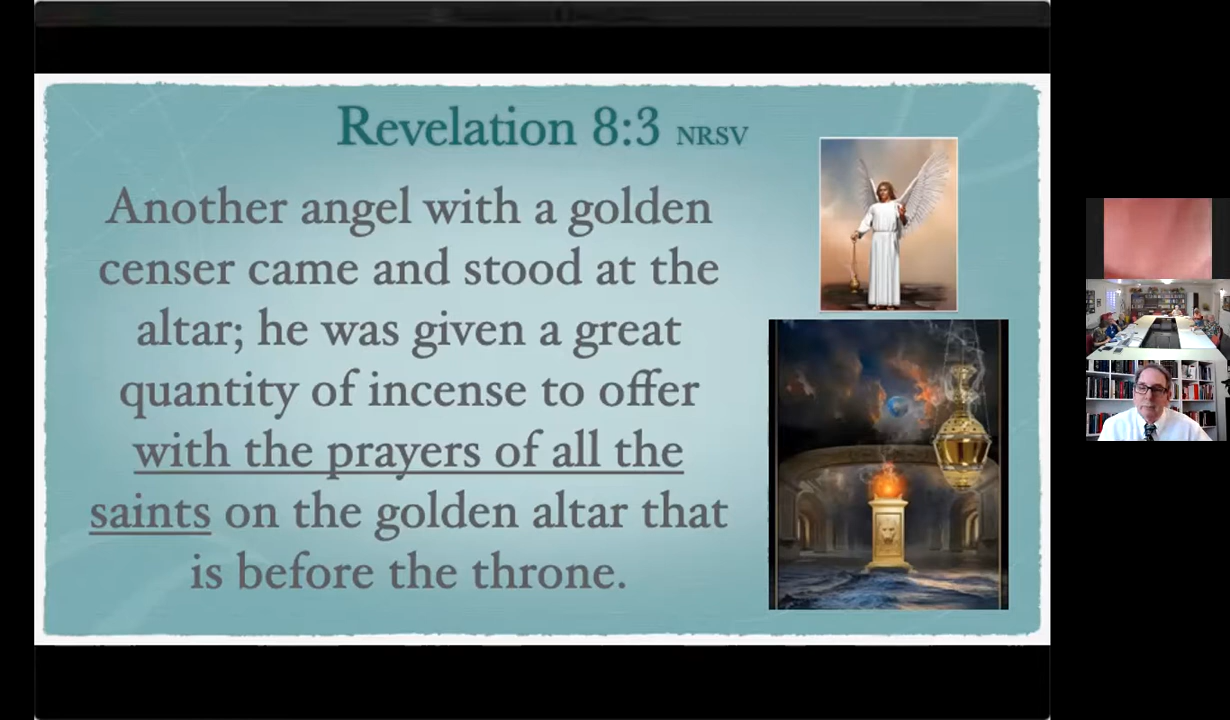 Revelation 8:3 NRSV
Another angel with a golden
censer came and stood at the
altar; he was given a great
quantity of incense to offer
with the prayers of all the
saints on the golden altar that
is before the throne.